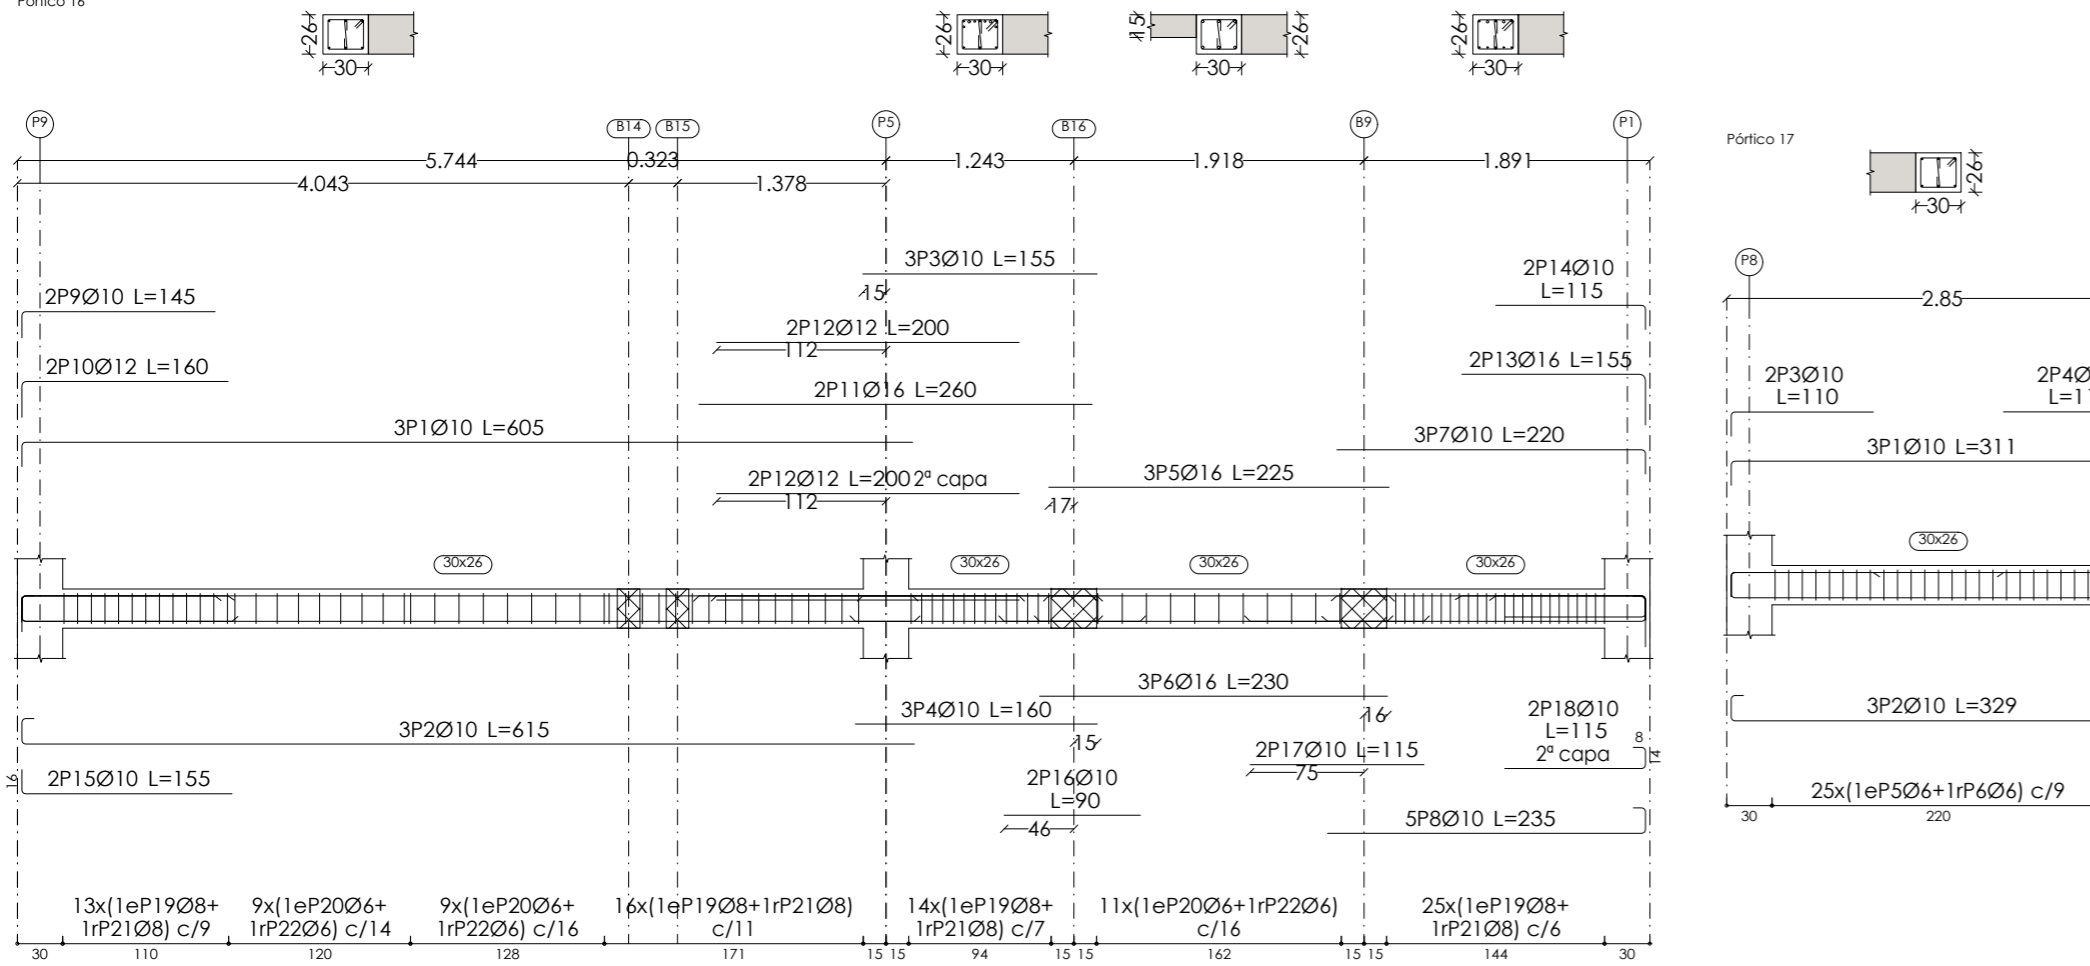 Pórtico 16
26
30
26
30
15
30
26
26
30
P9
B14
B15
P5
B16
B9
P1
5.744
0.323
1.243
1.918
1.891
4.043
1.378
3P3Ø10 L=155
15
2P14Ø10
L=115
2P9Ø10 L=145
2P12Ø12 L=200
112
2P10Ø12 L=160
2P13Ø16 L=155
2P11Ø16 L=260
3P1Ø10 L=605
3P7Ø10 L=220
2P12Ø12 L=200 2ª capa
112
3P5Ø16 L=225
17
30x26
30x26
30x26
30x26
3P6Ø16 L=230
16
3P4Ø10 L=160
15
3P2Ø10 L=615
2P18Ø10
L=115
2ª capa
8
14
2P17Ø10 L=115
75
16
2P15Ø10 L=155
2P16Ø10
L=90
46
5P8Ø10 L=235
13x(1eP19Ø8+
1rP21Ø8) c/9
9x(1eP20Ø6+
1rP22Ø6) c/14
9x(1eP20Ø6+
1rP22Ø6) c/16
16x(1eP19Ø8+1rP21Ø8)
c/11
14x(1eP19Ø8+
1rP21Ø8) c/7
11x(1eP20Ø6+1rP22Ø6)
c/16
25x(1eP19Ø8+
1rP21Ø8) c/6
30
110
120
128
171
15
15
94
15
15
162
15
15
144
30
Pórtico 17
26
30
P8
2.85
2P3Ø10
L=110
2P4Ø
L=11
3P1Ø10 L=311
30x26
3P2Ø10 L=329
25x(1eP5Ø6+1rP6Ø6) c/9
30
220